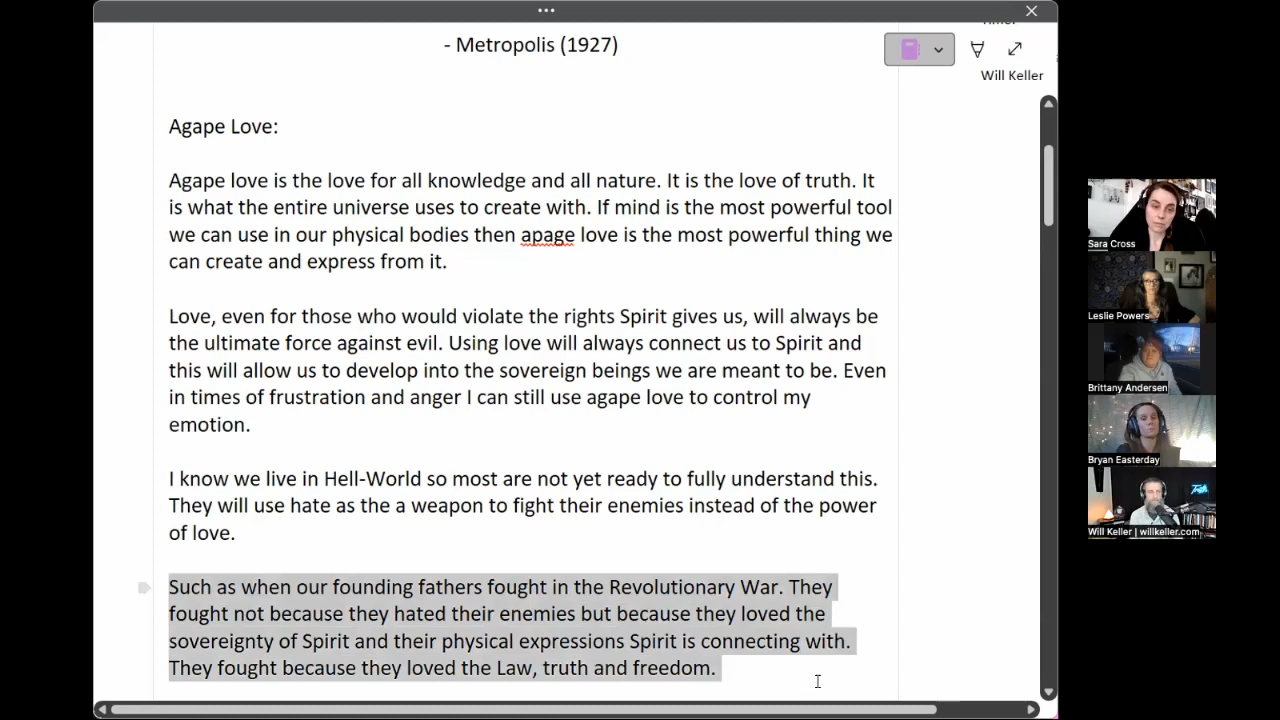 - Metropolis (1927)
Will Keller
Agape Love:
Agape love is the love for all knowledge and all nature. It is the love of truth. It
is what the entire universe uses to create with. If mind is the most powerful tool
we can use in our physical bodies then apage love is the most powerful thing we
can create and express from it.
Love, even for those who would violate the rights Spirit gives us, will always be
the ultimate force against evil. Using love will always connect us to Spirit and
this will allow us to develop into the sovereign beings we are meant to be. Even
in times of frustration and anger I can still use agape love to control my
emotion.
I know we live in Hell-World so most are not yet ready to fully understand this.
They will use hate as the a weapon to fight their enemies instead of the power
of love.
Such as when our founding fathers fought in the Revolutionary War. They
fought not because they hated their enemies but because they loved the
sovereignty of Spirit and their physical expressions Spirit is connecting with.
They fought because they loved the Law, truth and freedom.
Sara Cross
Leslie Powers
Brittany Andersen
Bryan Easterday
Truth
Will Keller | willkeller.com